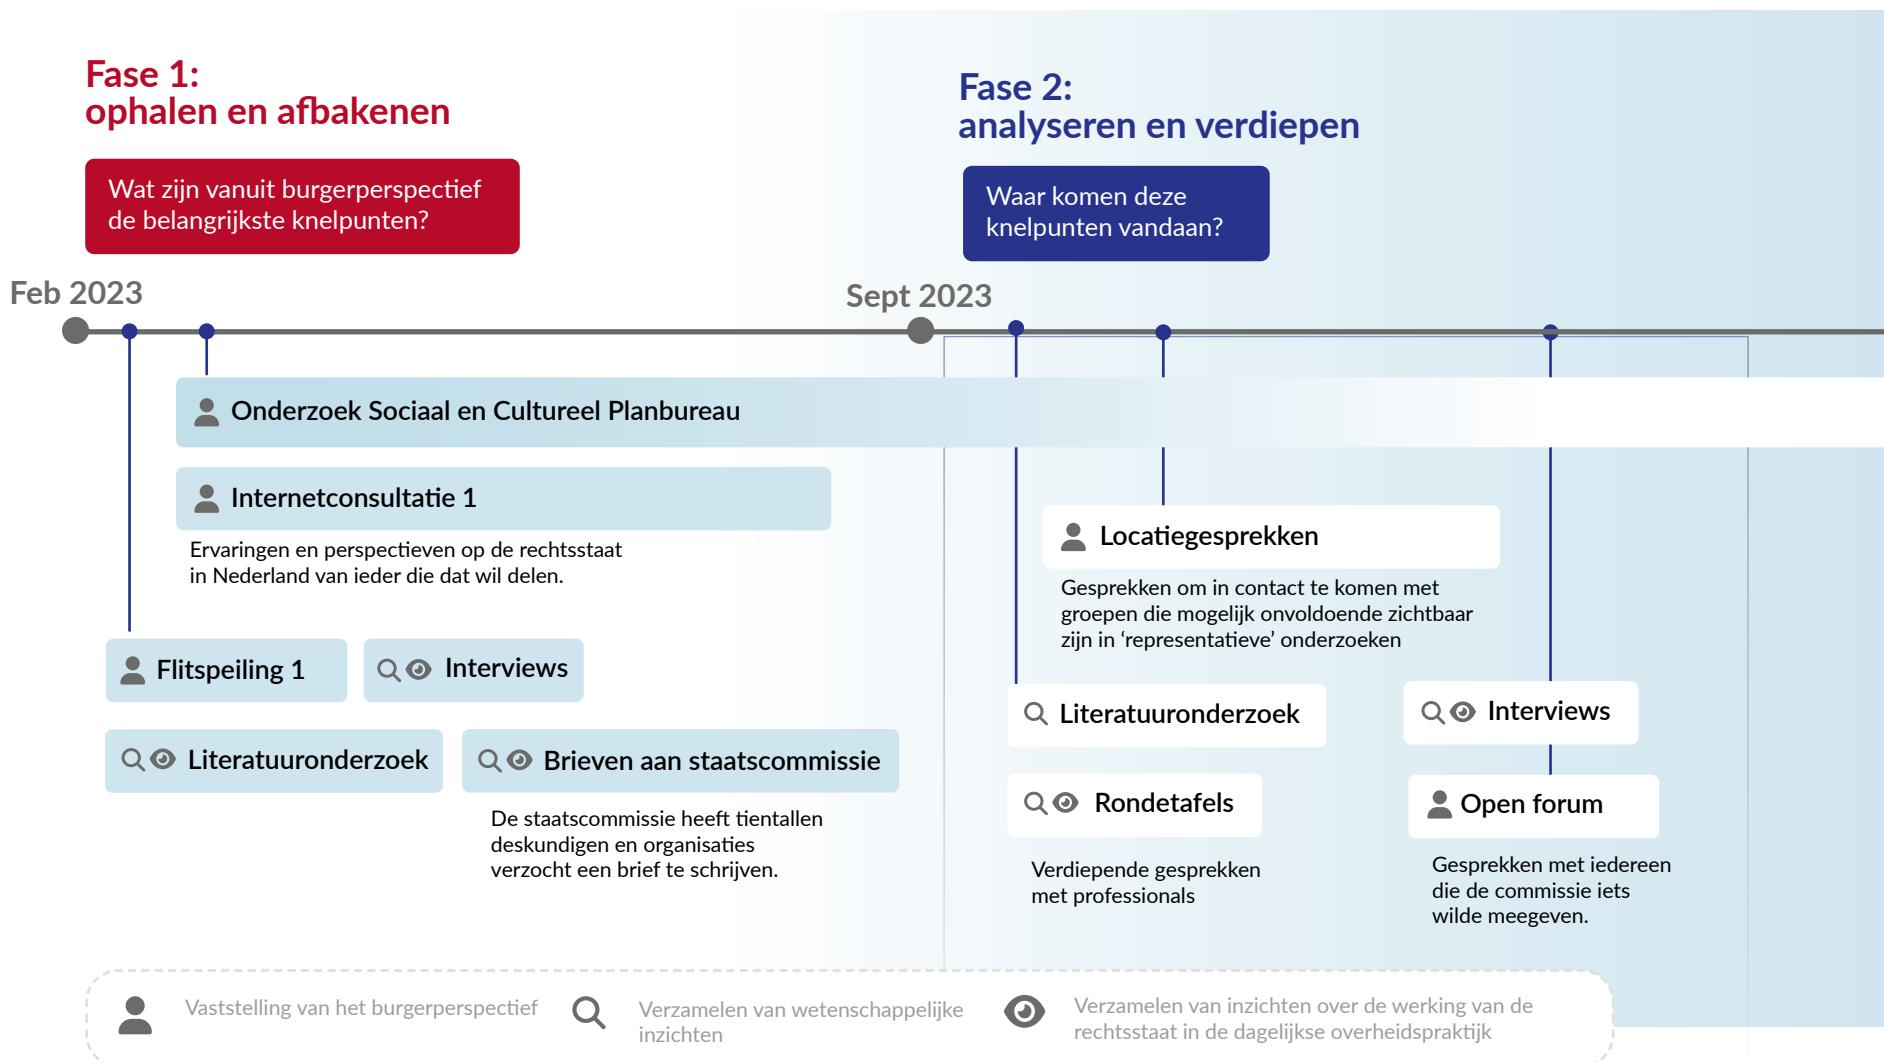 Fase 1:
ophalen en afbakenen
Wat zijn vanuit burgerperspectief
de belangrijkste knelpunten?
Fase 2:
analyseren en verdiepen
Waar komen deze
knelpunten vandaan?
Feb 2023
Sept 2023
Onderzoek Sociaal en Cultureel Planbureau
Internetconsultatie 1
Ervaringen en perspectieven op de rechtsstaat
in Nederland van ieder die dat wil delen.
Flitspeiling 1
Interviews
Literatuuronderzoek
Brieven aan staatscommissie
De staatscommissie heeft tientallen
deskundigen en organisaties
verzocht een brief te schrijven.
Locatiegesprekken
Gesprekken om in contact te komen met
groepen die mogelijk onvoldoende zichtbaar
zijn in ‘representatieve’ onderzoeken
Literatuuronderzoek
Interviews
Rondetafels
Verdiepende gesprekken
met professionals
Open forum
Gesprekken met iedereen
die de commissie iets
wilde meegeven.
Vaststelling van het burgerperspectief
Verzamelen van wetenschappelijke
inzichten
Verzamelen van inzichten over de werking van de
rechtsstaat in de dagelijkse overheidspraktijk